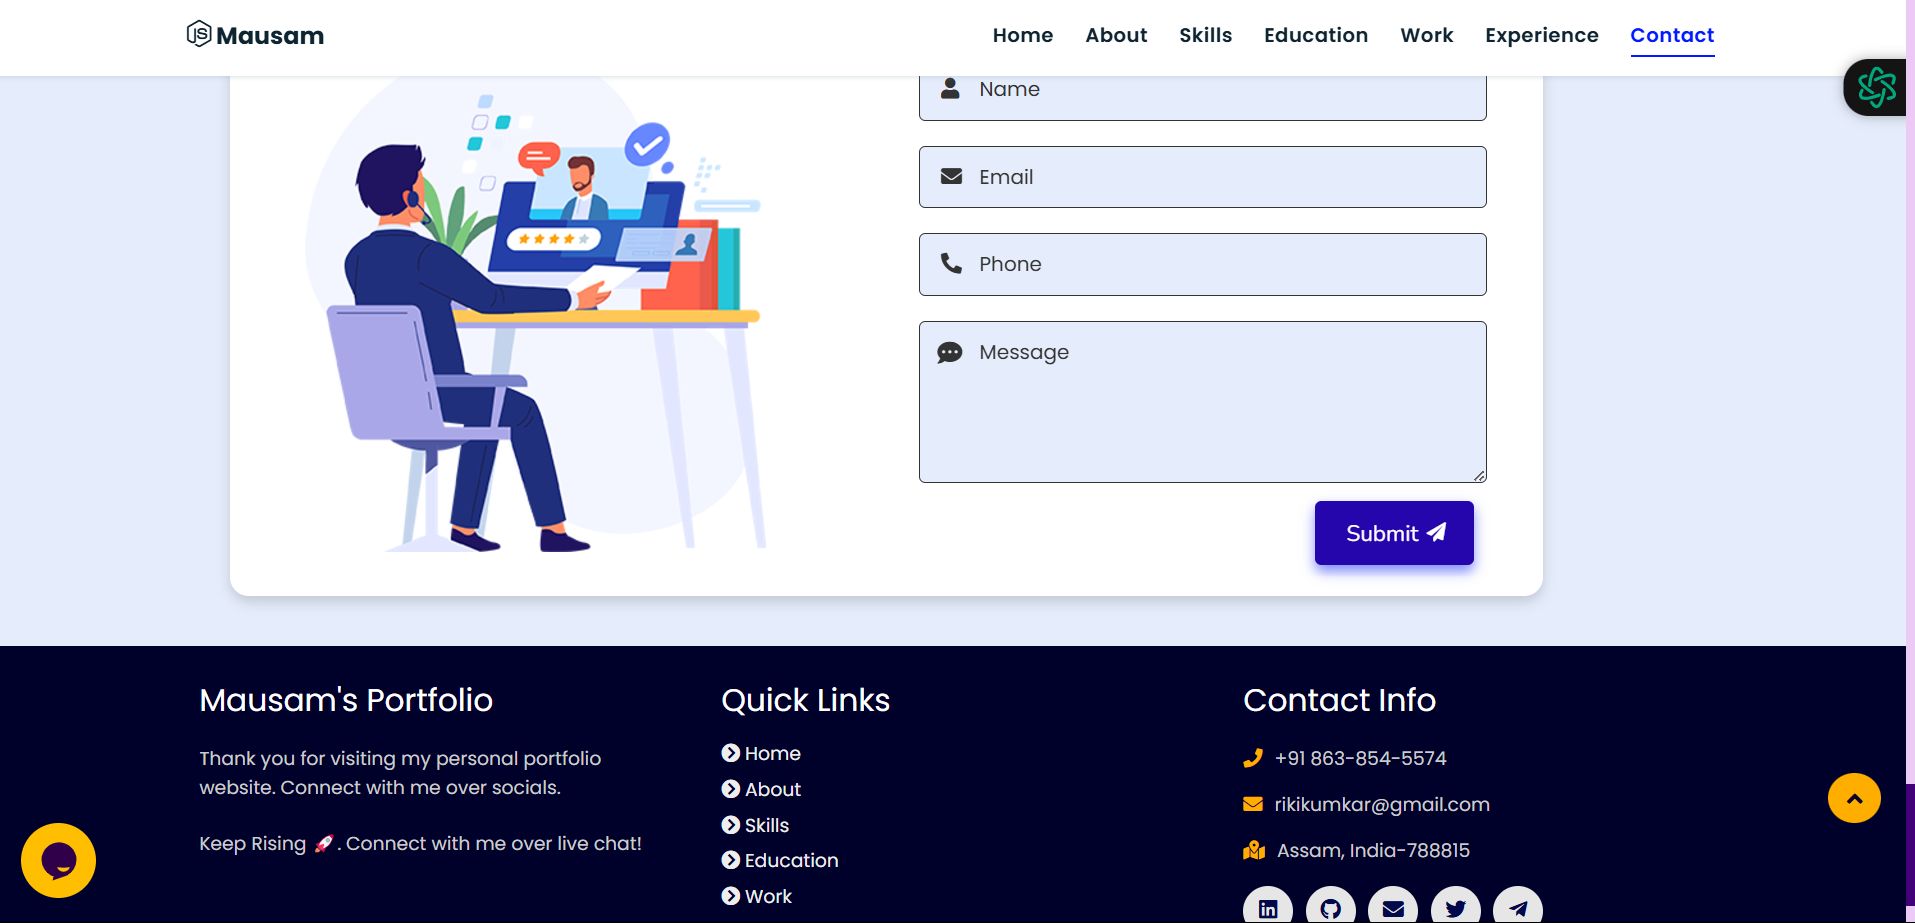 JS Mausam
Home About Skills Education Work Experience Contact
Name
Email
Phone
Message
Submit
Mausam's Portfolio
Thank you for visiting my personal portfolio
website. Connect with me over socials.
Keep Rising 🚀. Connect with me over live chat!
Quick Links
Home
About
Skills
Education
Work
Contact Info
+91 863-854-5574
rikikumkar@gmail.com
Assam, India-788815
in